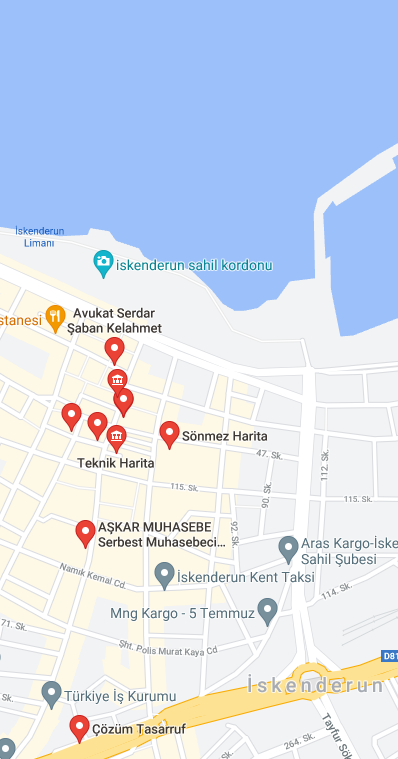 İskenderun
Limanı
İskenderun sahil kordonu
stanesi
Avukat Serdar
Şaban Kelahmet
Sönmez Harita
Teknik Harita
47. Sk.
112. Sk.
115. Sk.
115. Sk.
90. Sk.
92. Sk.
AŞKAR MUHASEBE
Serbest Muhasebeci...
Aras Kargo-İske
Sahil Şubesi
Namık Kemal Cd.
İskenderun Kent Taksi
114. Sk.
Mng Kargo - 5 Temmuz
71. Sk.
Şht. Polis Murat Kaya Cd
D81
İskenderun
Türkiye İş Kurumu
Çözüm Tasarruf
Tayfur Sök
264. Sk.